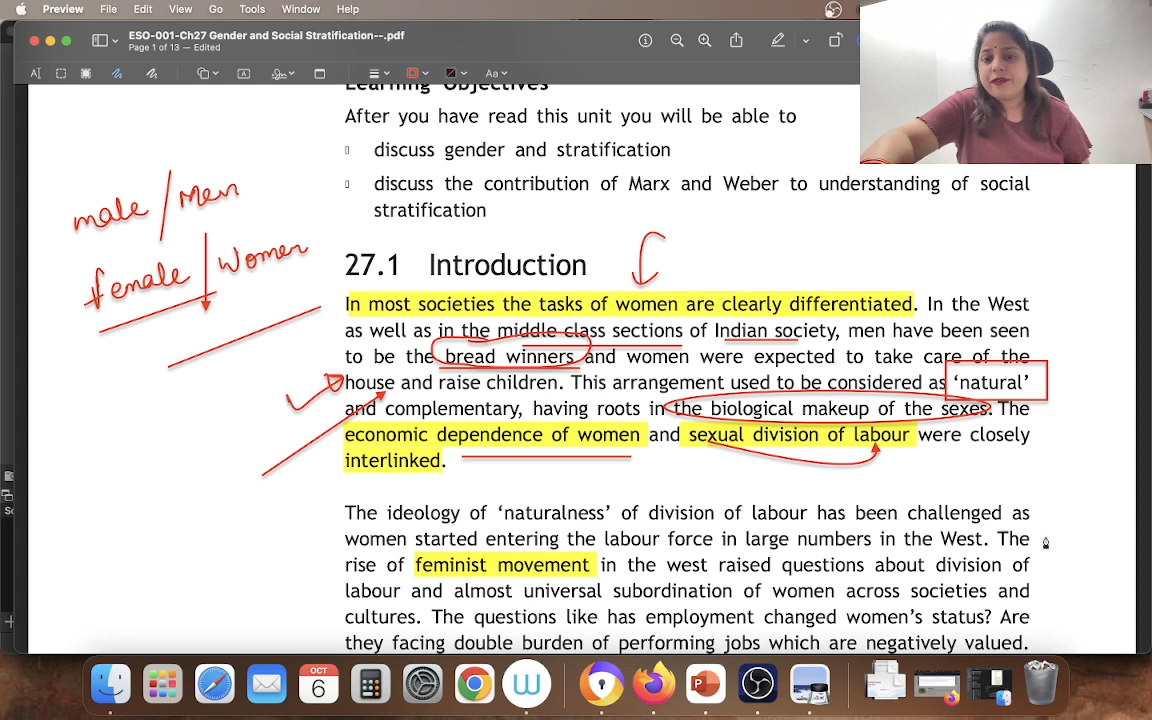 Preview File Edit View Go Tools Window Help
ESO-001-Ch27 Gender and Social Stratification--.pdf
Page 1 of 13 — Edited
Aa
Learning Objectives
After you have read this unit you will be able to
discuss gender and stratification
discuss the contribution of Marx and Weber to understanding of social
stratification
male / Men
female / Women
27.1 Introduction
In most societies the tasks of women are clearly differentiated. In the West
as well as in the middle class sections of Indian society, men have been seen
to be the bread winners and women were expected to take care of the
house and raise children. This arrangement used to be considered as ‘natural’
and complementary, having roots in the biological makeup of the sexes. The
economic dependence of women and sexual division of labour were closely
interlinked.
The ideology of ‘naturalness’ of division of labour has been challenged as
women started entering the labour force in large numbers in the West. The
rise of feminist movement in the west raised questions about division of
labour and almost universal subordination of women across societies and
cultures. The questions like has employment changed women’s status? Are
they facing double burden of performing jobs which are negatively valued.
OCT
6